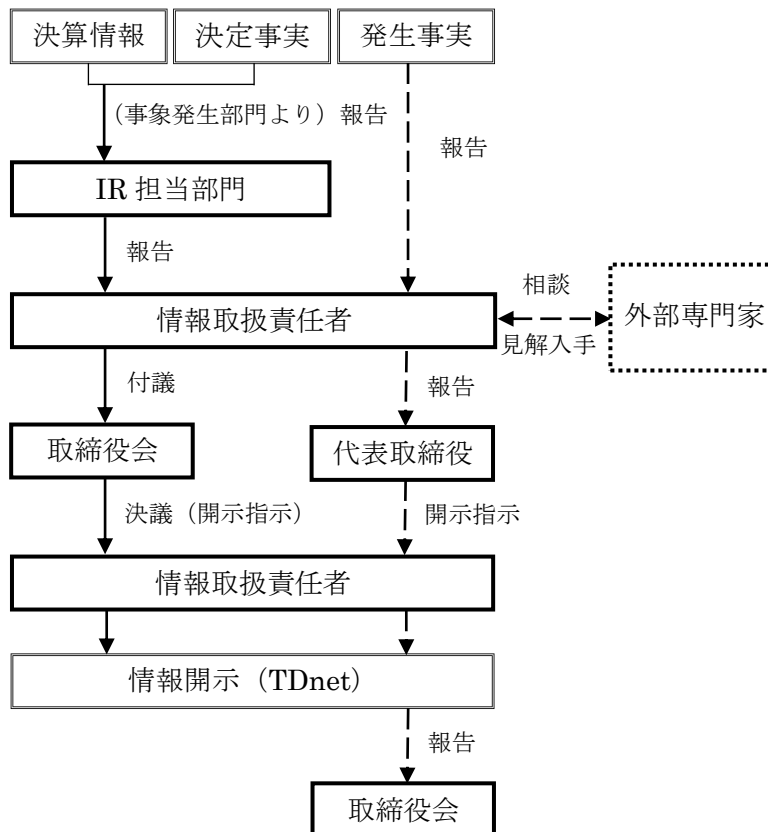 決算情報
決定事実
発生事実
（事象発生部門より）報告
報告
IR 担当部門
報告
情報取扱責任者
相談
見解入手
外部専門家
付議
報告
取締役会
代表取締役
決議（開示指示）
開示指示
情報取扱責任者
情報開示（TDnet）
報告
取締役会